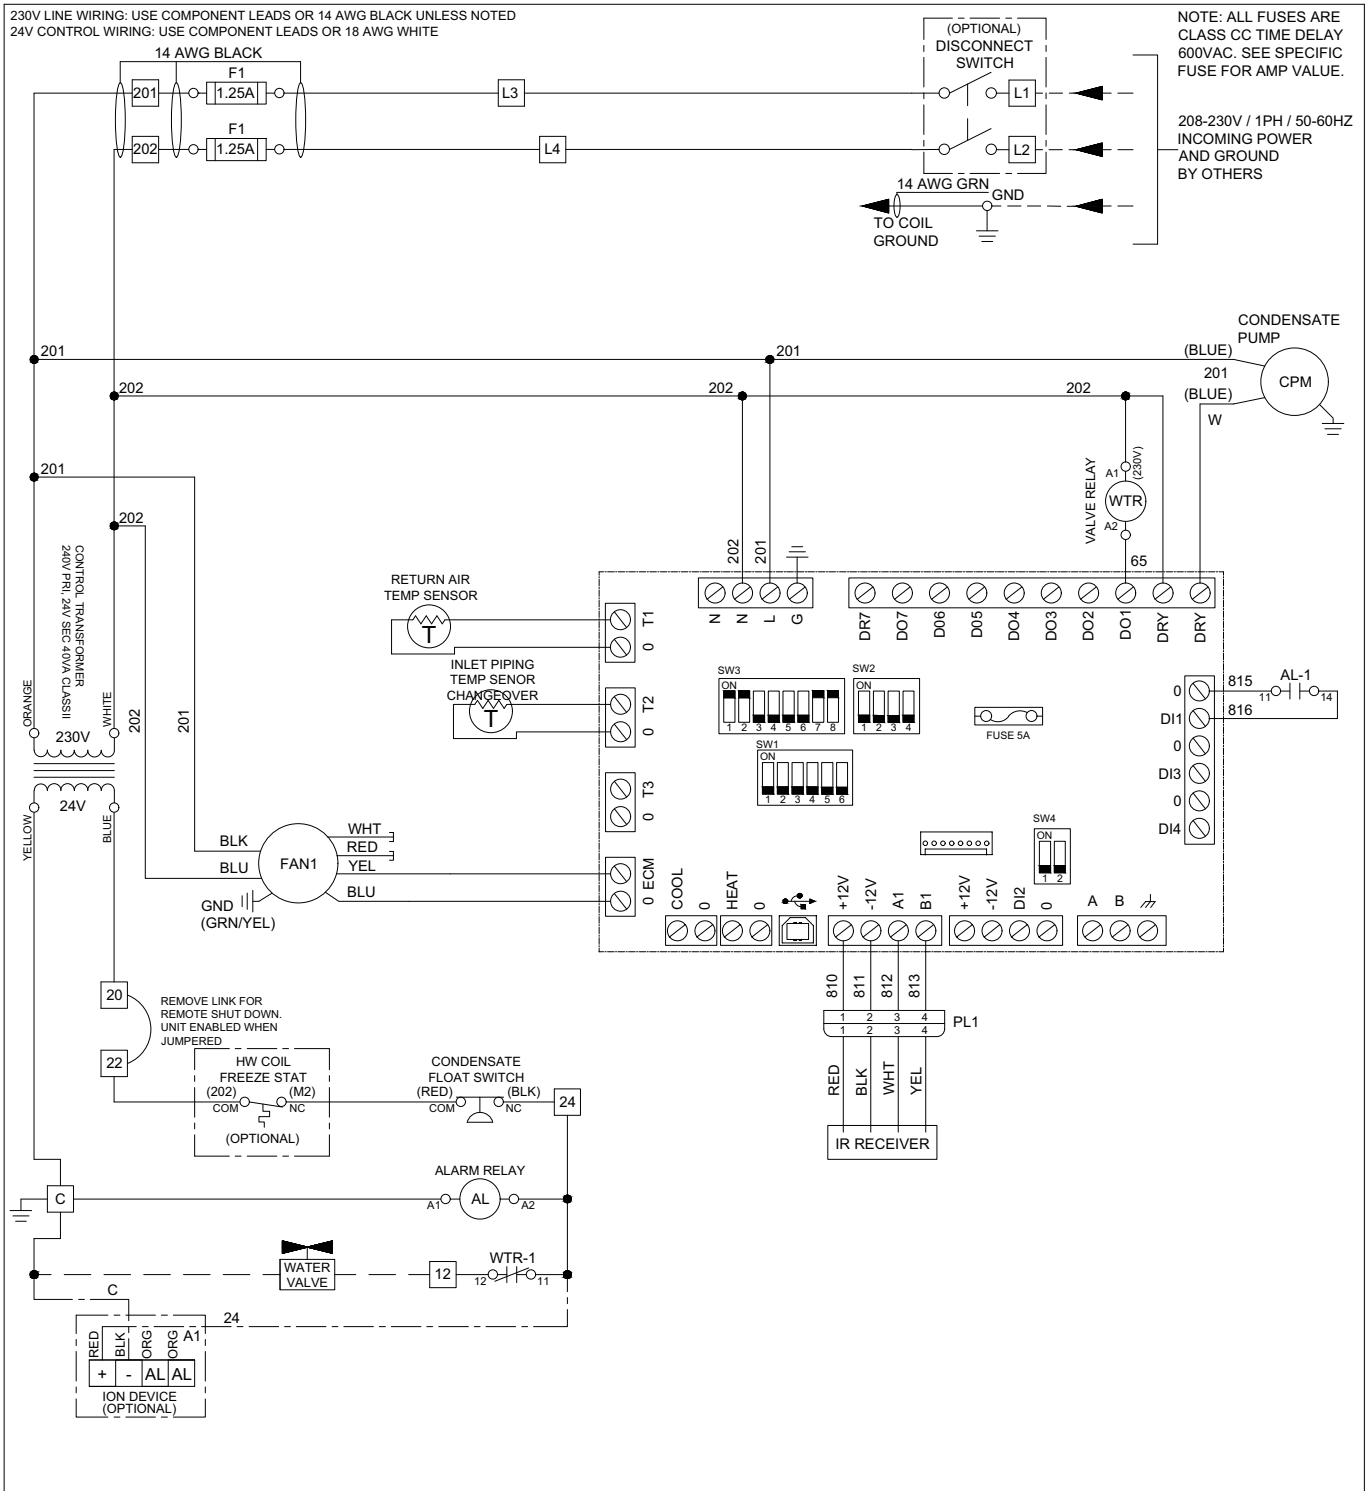 230V LINE WIRING: USE COMPONENT LEADS OR 14 AWG BLACK UNLESS NOTED
24V CONTROL WIRING: USE COMPONENT LEADS OR 18 AWG WHITE
14 AWG BLACK
201
F1
1.25A
L3
202
F1
1.25A
L4
(OPTIONAL)
DISCONNECT
SWITCH
L1
L2
NOTE: ALL FUSES ARE
CLASS CC TIME DELAY
600VAC. SEE SPECIFIC
FUSE FOR AMP VALUE.
208-230V / 1PH / 50-60HZ
INCOMING POWER
AND GROUND
BY OTHERS
14 AWG GRN
GND
TO COIL
GROUND
201
201
202
202
202
CONDENSATE
PUMP
(BLUE)
201
(BLUE)
W
CPM
201
202
VALVE RELAY
A1
(230V)
WTR
A2
65
202
201
CONTROL TRANSFORMER
240V PRI, 24V SEC 40VA CLASSII
ORANGE
WHITE
230V
24V
YELLOW
BLUE
202
201
RETURN AIR
TEMP SENSOR
T
INLET PIPING
TEMP SENOR
CHANGEOVER
T
T1
0
T2
0
T3
0
ECM
0
N
N
L
G
DR7
DO7
D06
D05
DO4
DO3
DO2
DO1
DRY
DRY
SW3
ON
1 2 3 4 5 6 7 8
SW2
ON
1 2 3 4
SW1
ON
1 2 3 4 5 6
FUSE 5A
SW4
ON
1 2
0
DI1
0
DI3
0
DI4
815
816
AL-1
11
14
BLK
BLU
FAN1
WHT
RED
YEL
BLU
GND
(GRN/YEL)
COOL
0
HEAT
0
+12V
-12V
A1
B1
+12V
-12V
DI2
0
A
B
810
811
812
813
1 2 3 4
1 2 3 4
PL1
RED
BLK
WHT
YEL
IR RECEIVER
20
REMOVE LINK FOR
REMOTE SHUT DOWN.
UNIT ENABLED WHEN
JUMPERED
22
HW COIL
FREEZE STAT
(202)
(M2)
COM
NC
(OPTIONAL)
CONDENSATE
FLOAT SWITCH
(RED)
(BLK)
COM
NC
24
C
ALARM RELAY
A1
AL
A2
WATER
VALVE
12
WTR-1
12
11
C
24
RED
BLK
ORG
ORG
A1
+ - AL AL
ION DEVICE
(OPTIONAL)